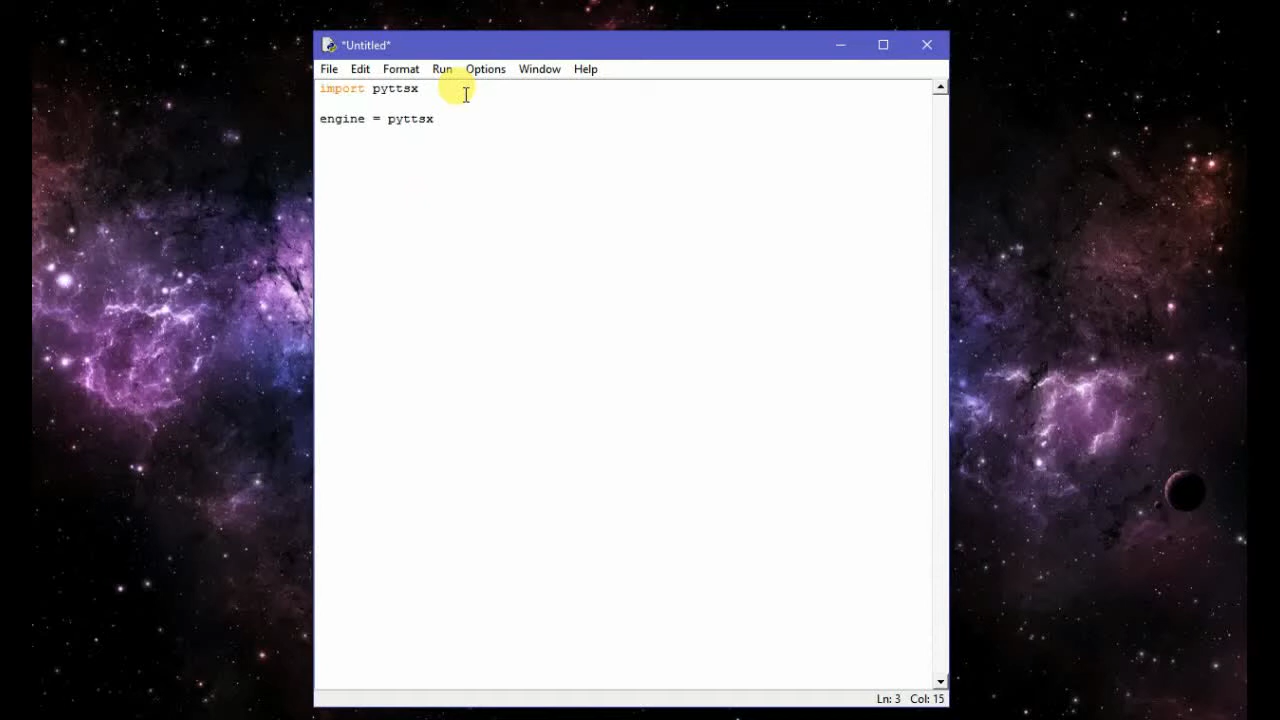 *Untitled*
File Edit Format Run Options Window Help
import pyttsx
engine = pyttsx
Ln: 3 Col: 15